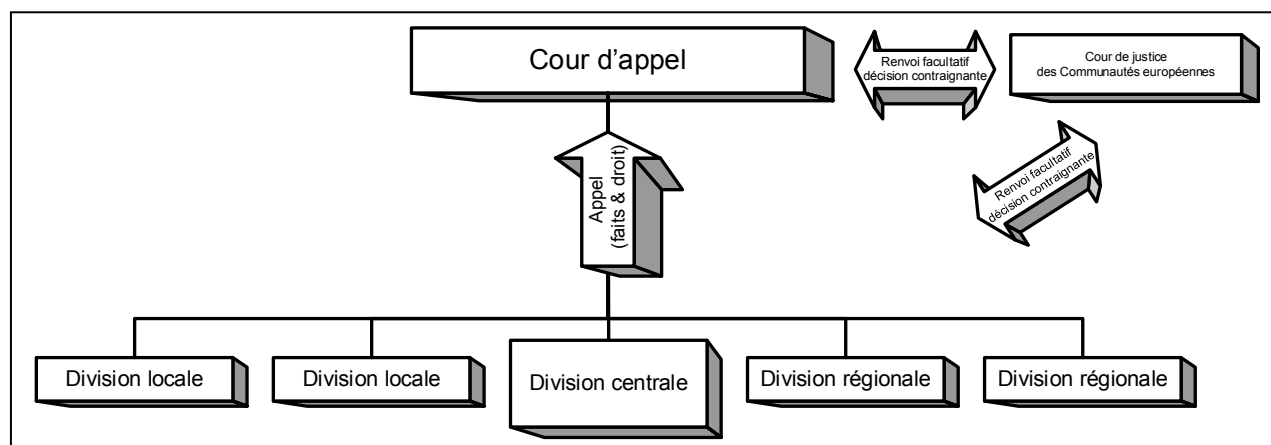 Cour d'appel
Renvoi facultatif
décision contraignante
Cour de justice
des Communautés européennes
Renvoi facultatif
décision contraignante
Appel
(faits & droit)
Division locale
Division locale
Division centrale
Division régionale
Division régionale